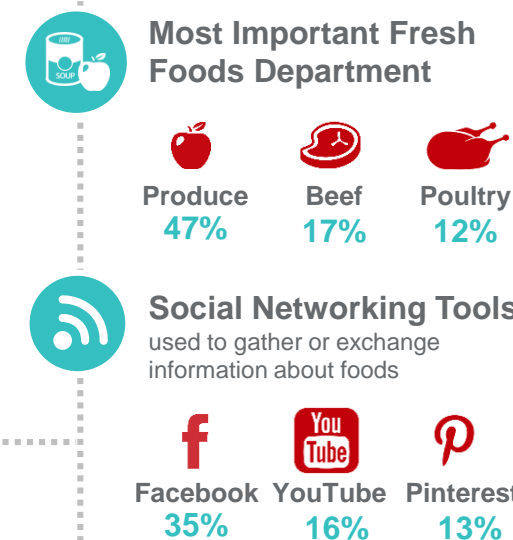 Most Important Fresh
Foods Department
SOUP
Produce Beef Poultry
47% 17% 12%
Social Networking Tools
used to gather or exchange
information about foods
f You
Tube
Facebook YouTube Pinterest
35% 16% 13%